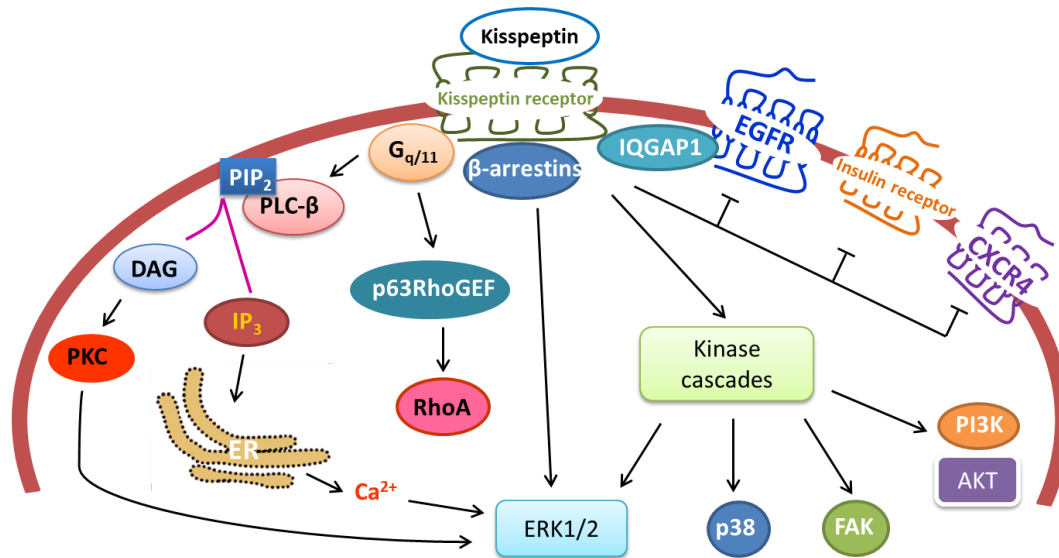 Kisspeptin
Kisspeptin receptor
EGFR
IQGAP1
Gq/11
β-arrestins
Insulin receptor
PIP2
PLC-β
CXCR4
DAG
p63RhoGEF
IP3
PKC
Kinase
cascades
RhoA
PI3K
ER
AKT
Ca2+
ERK1/2
p38
FAK